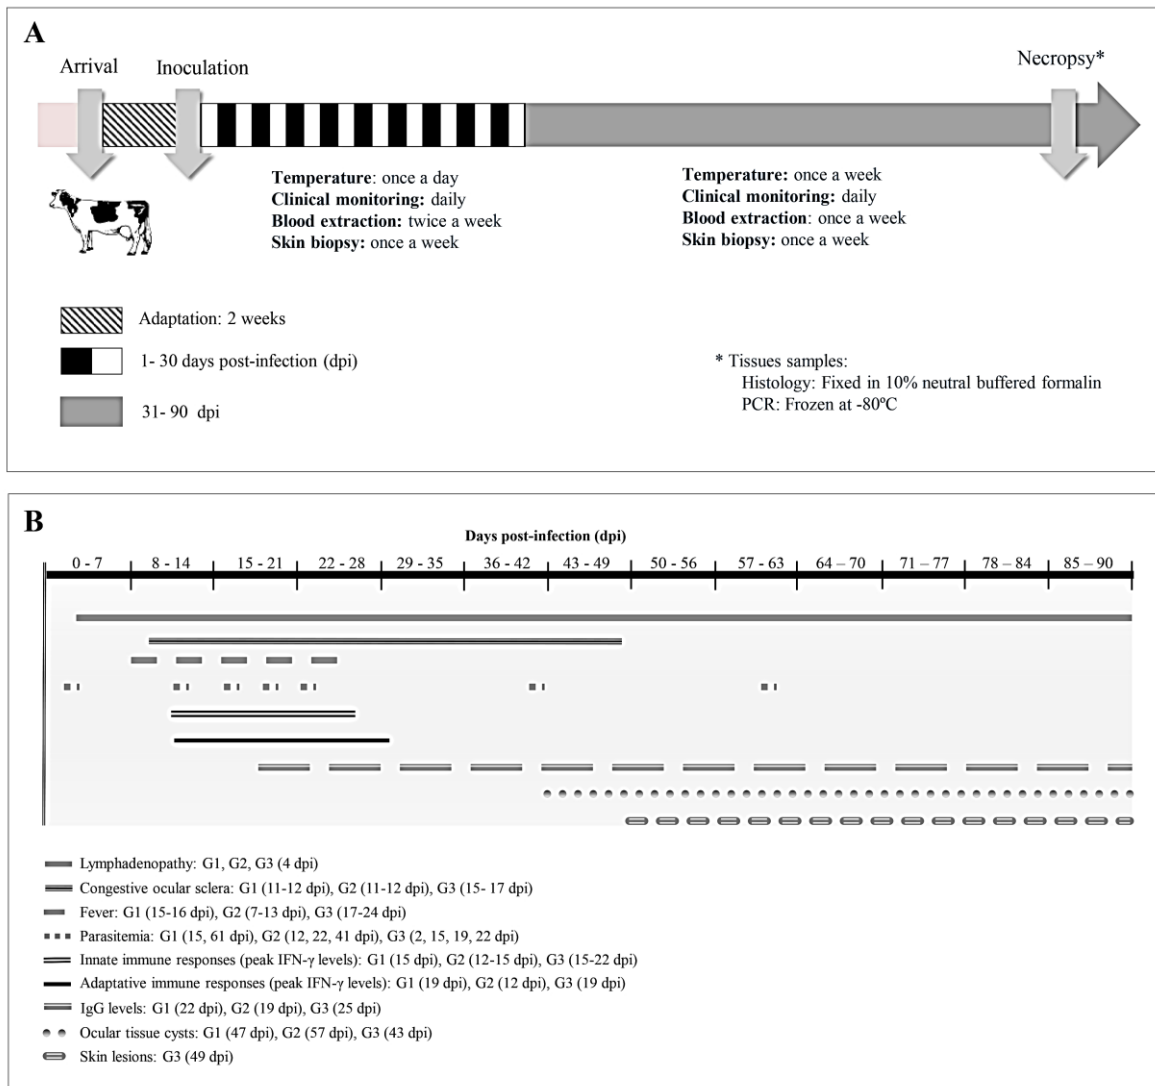 A
Arrival
Inoculation
Necropsy*
Temperature: once a day
Clinical monitoring: daily
Blood extraction: twice a week
Skin biopsy: once a week
Temperature: once a week
Clinical monitoring: daily
Blood extraction: once a week
Skin biopsy: once a week
Adaptation: 2 weeks
1- 30 days post-infection (dpi)
31- 90 dpi
* Tissues samples:
Histology: Fixed in 10% neutral buffered formalin
PCR: Frozen at -80ºC
B
Days post-infection (dpi)
0 - 7 8 - 14 15 - 21 22 - 28 29 - 35 36 - 42 43 - 49 50 - 56 57 - 63 64 – 70 71 – 77 78 – 84 85 – 90
Lymphadenopathy: G1, G2, G3 (4 dpi)
Congestive ocular sclera: G1 (11-12 dpi), G2 (11-12 dpi), G3 (15- 17 dpi)
Fever: G1 (15-16 dpi), G2 (7-13 dpi), G3 (17-24 dpi)
Parasitemia: G1 (15, 61 dpi), G2 (12, 22, 41 dpi), G3 (2, 15, 19, 22 dpi)
Innate immune responses (peak IFN-γ levels): G1 (15 dpi), G2 (12-15 dpi), G3 (15-22 dpi)
Adaptative immune responses (peak IFN-γ levels): G1 (19 dpi), G2 (12 dpi), G3 (19 dpi)
IgG levels: G1 (22 dpi), G2 (19 dpi), G3 (25 dpi)
Ocular tissue cysts: G1 (47 dpi), G2 (57 dpi), G3 (43 dpi)
Skin lesions: G3 (49 dpi)